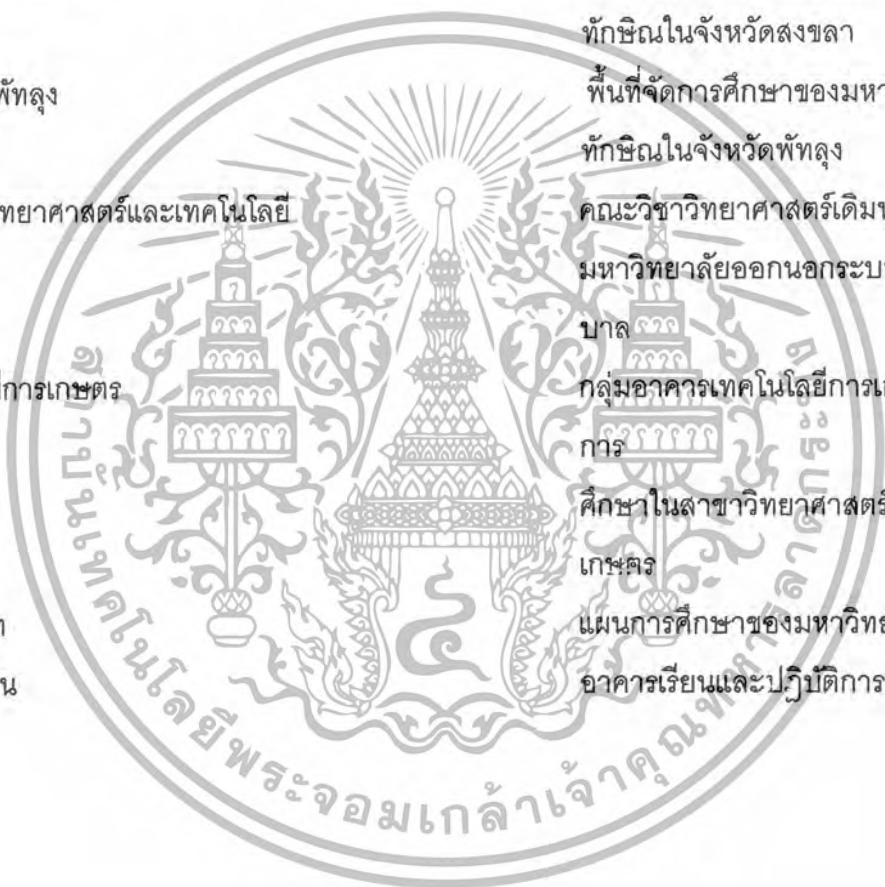 ทักษิณในจังหวัดสงขลา
พัทลุง
พื้นที่จัดการศึกษาของมหา
ทักษิณในจังหวัดพัทลุง
ทยาศาสตร์และเทคโนโลยี
คณะวิชาวิทยาศาสตร์เดิม
มหาวิทยาลัยออกนอกระบ
บาล
การเกษตร
กลุ่มอาคารเทคโนโลยีการเก
การ
ศึกษาในสาขาวิทยาศาสตร์
เกษตร
แผนการศึกษาของมหาวิทย
น
อาคารเรียนและปฏิบัติการ
สถาบันเทคโนโลยีพระจอมเกล้าเจ้าคุณทหารลาดกระบัง
๔